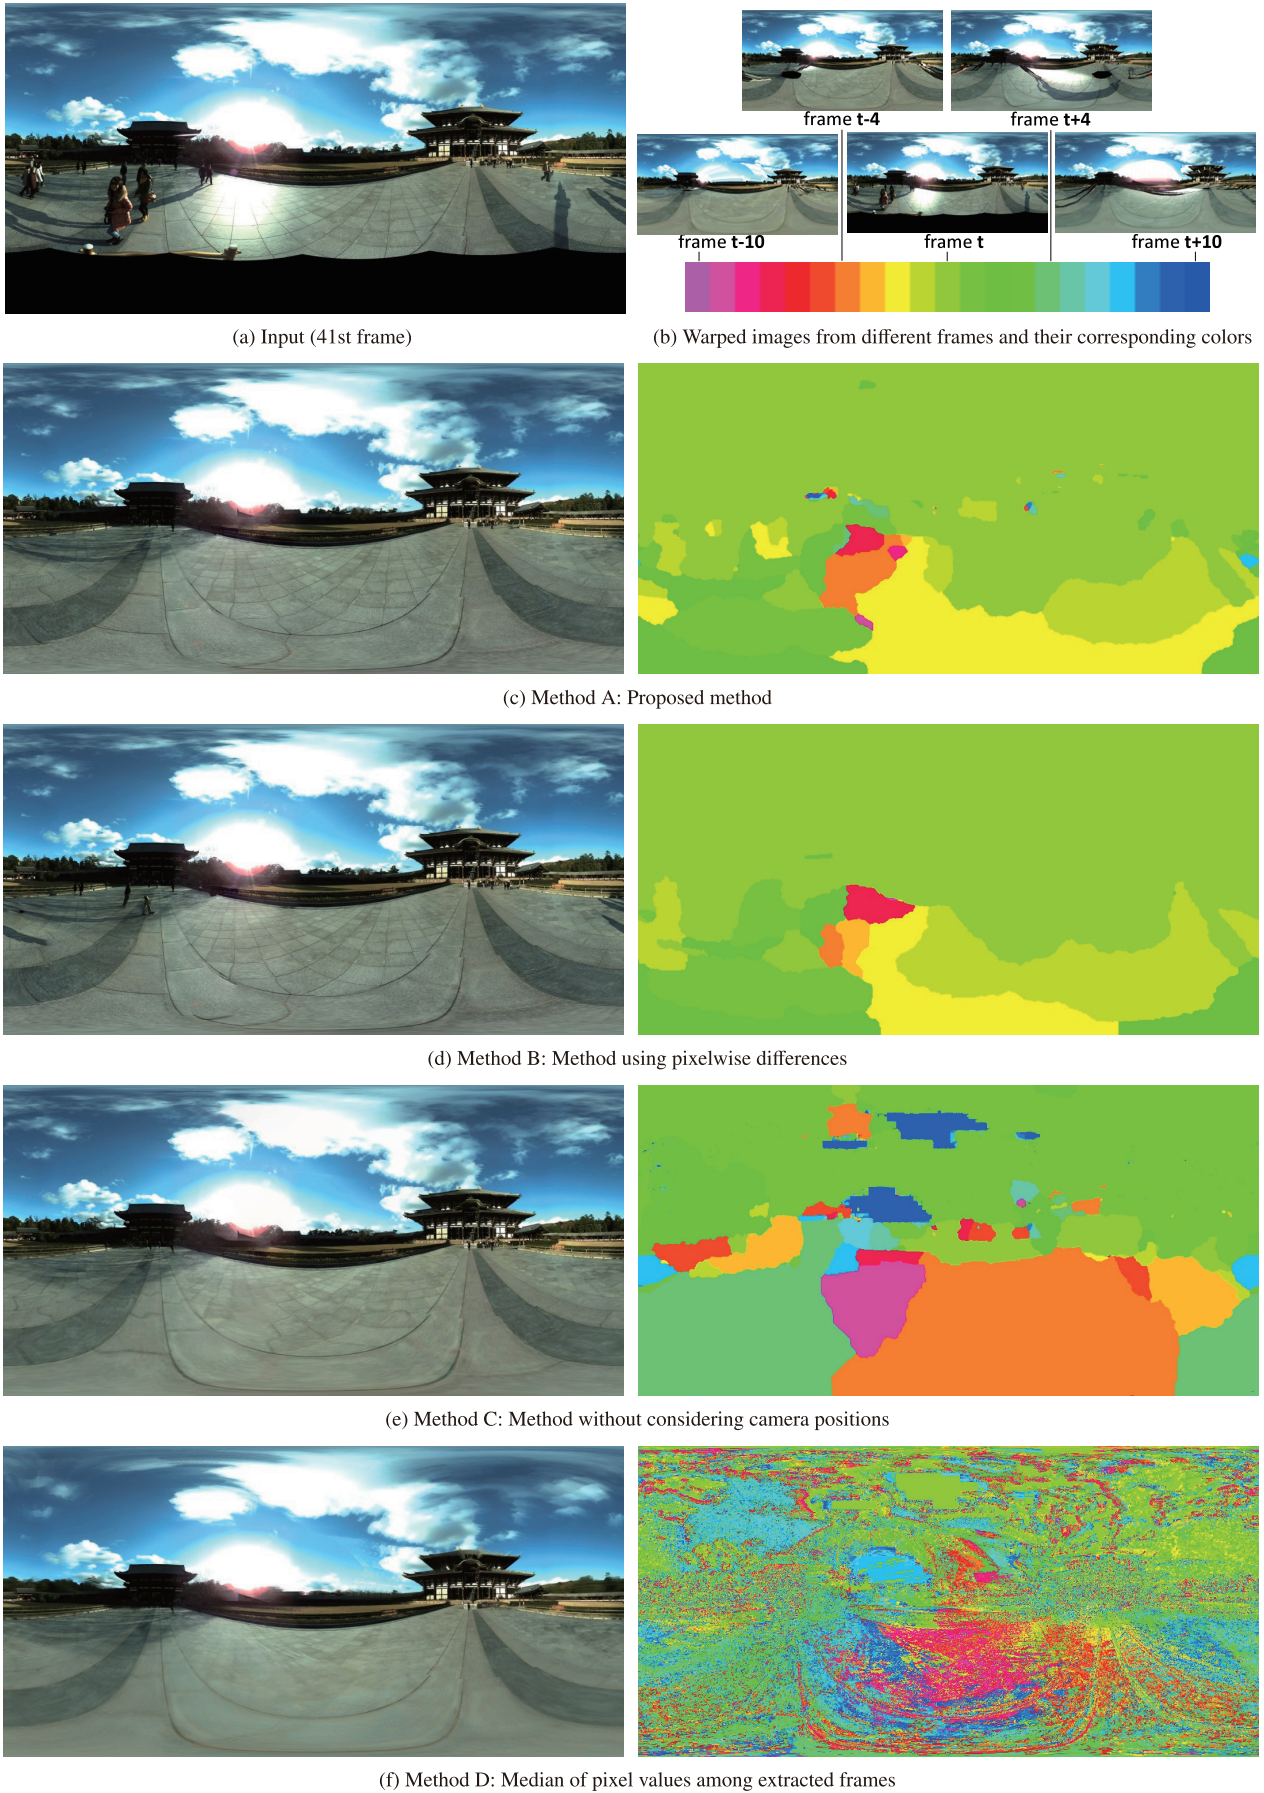 frame t-4
frame t+4
frame t-10
frame t
frame t+10
(a) Input (41st frame)
(b) Warped images from different frames and their corresponding colors
(c) Method A: Proposed method
(d) Method B: Method using pixelwise differences
(e) Method C: Method without considering camera positions
(f) Method D: Median of pixel values among extracted frames